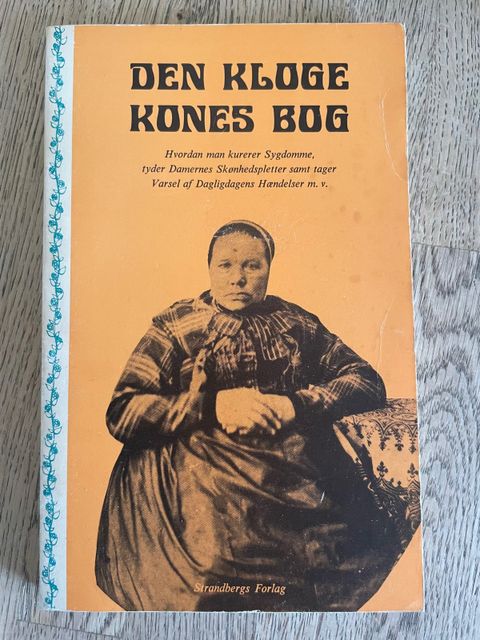 DEN KLOGE
KONES BOG
Hvordan man kurerer Sygdomme,
tyder Damernes Skønhedspletter samt tager
Varsel af Dagligdagens Hændelser m. v.
Strandbergs Forlag